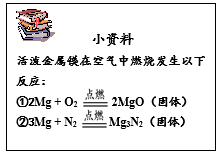 小资料
活泼金属镁在空气中燃烧发生以下
反应:
①2Mg + O2 点燃 2MgO(固体)
②3Mg + N2 点燃 Mg3N2(固体)